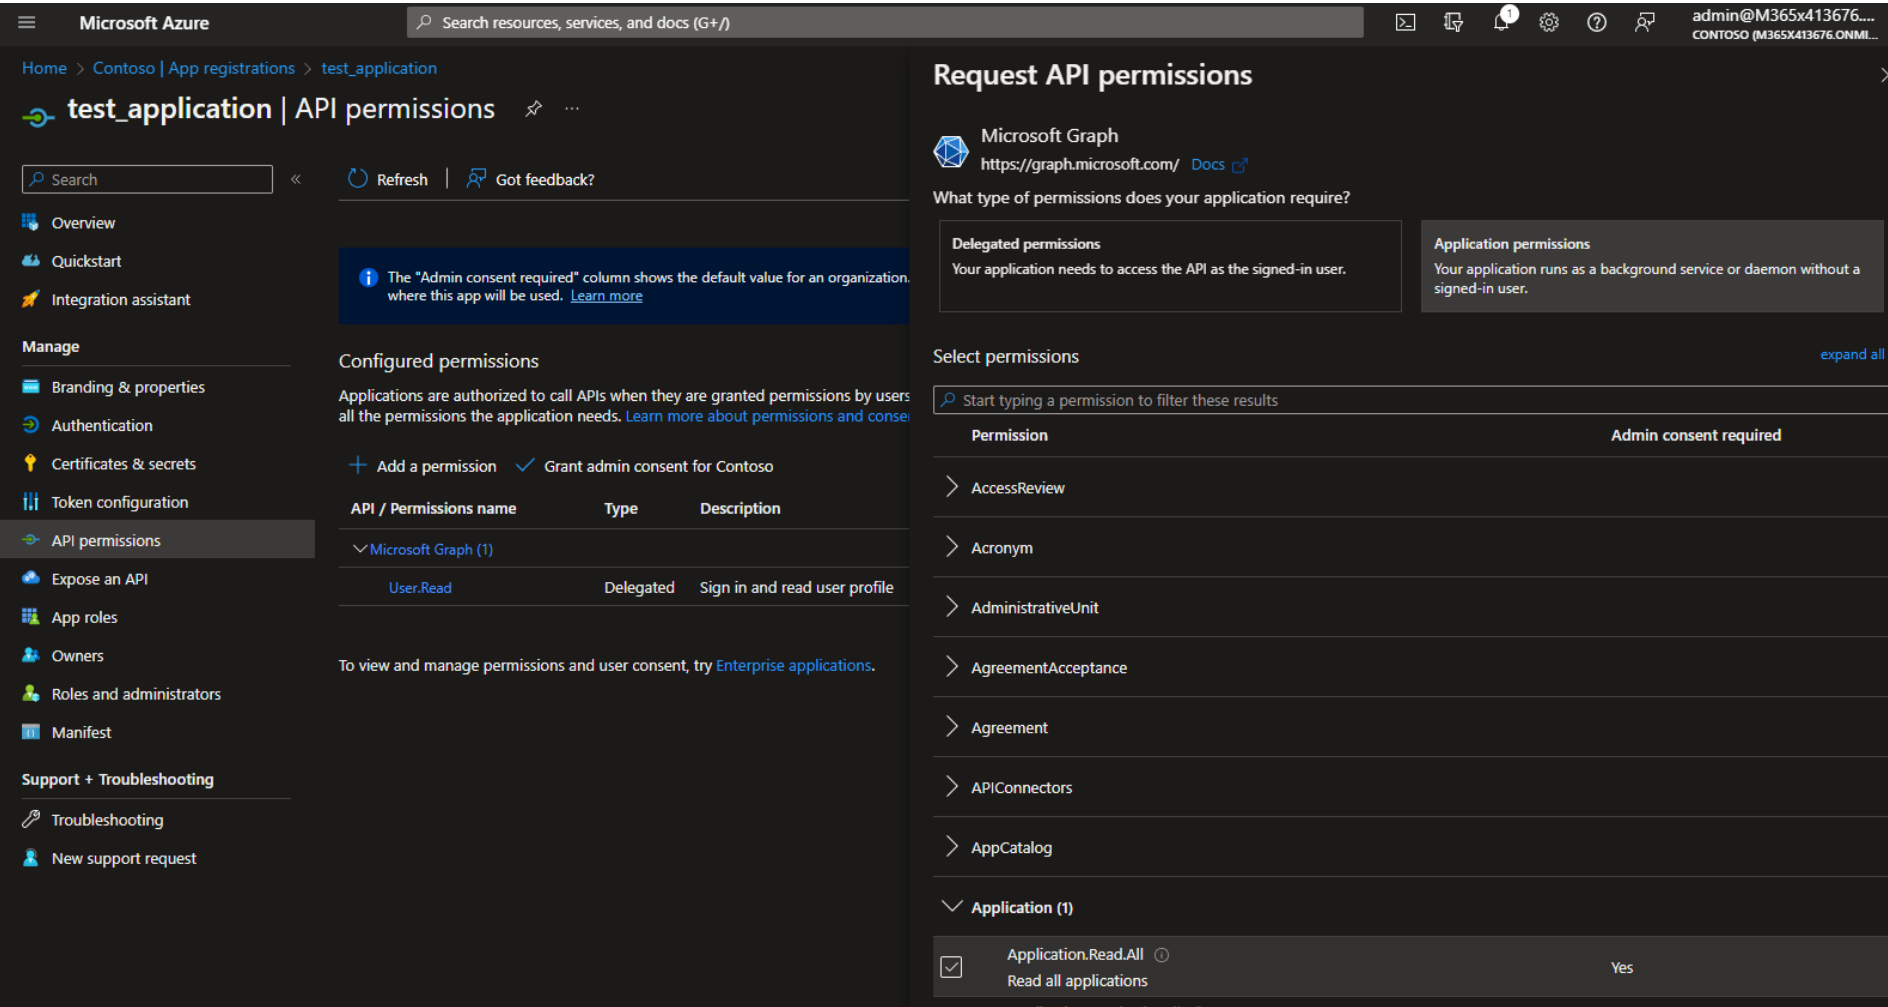 Microsoft Azure
Search resources, services, and docs (G+/)
1
admin@M365x413676....
CONTOSO (M365X413676.ONMI...
Home > Contoso | App registrations > test_application
test_application | API permissions
Search
Overview
Quickstart
Integration assistant
Manage
Branding & properties
Authentication
Certificates & secrets
Token configuration
API permissions
Expose an API
App roles
Owners
Roles and administrators
Manifest
Support + Troubleshooting
Troubleshooting
New support request
Refresh
Got feedback?
The "Admin consent required" column shows the default value for an organization.
where this app will be used. Learn more
Configured permissions
Applications are authorized to call APIs when they are granted permissions by users
all the permissions the application needs. Learn more about permissions and conse
Add a permission
Grant admin consent for Contoso
API / Permissions name Type Description
Microsoft Graph (1)
User.Read Delegated Sign in and read user profile
To view and manage permissions and user consent, try Enterprise applications.
Request API permissions
Microsoft Graph
https://graph.microsoft.com/ Docs
What type of permissions does your application require?
Delegated permissions
Your application needs to access the API as the signed-in user.
Application permissions
Your application runs as a background service or daemon without a
signed-in user.
Select permissions
expand all
Start typing a permission to filter these results
Permission Admin consent required
AccessReview
Acronym
AdministrativeUnit
AgreementAcceptance
Agreement
APIConnectors
AppCatalog
Application (1)
Application.Read.All
Read all applications
Yes